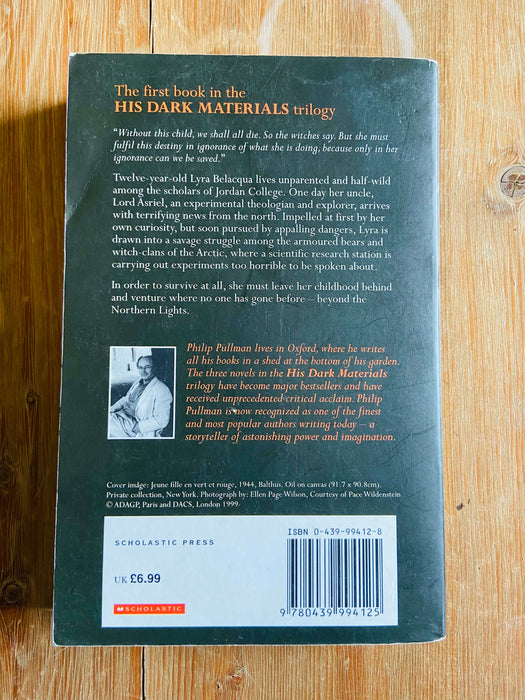 The first book in the
HIS DARK MATERIALS trilogy
“Without this child, we shall all die. So the witches say. But she must
fulfil this destiny in ignorance of what she is doing, because only in her
ignorance can we be saved.”
Twelve-year-old Lyra Belacqua lives unparented and half-wild
among the scholars of Jordan College. One day her uncle,
Lord Asriel, an experimental theologian and explorer, arrives
with terrifying news from the north. Impelled at first by her
own curiosity, but soon pursued by appalling dangers, Lyra is
drawn into a savage struggle among the armoured bears and
witch-clans of the Arctic, where a scientific research station is
carrying out experiments too horrible to be spoken about.
In order to survive at all, she must leave her childhood behind
and venture where no one has gone before – beyond the
Northern Lights.
Philip Pullman lives in Oxford, where he writes
all his books in a shed at the bottom of his garden.
The three novels in the His Dark Materials
trilogy have become major bestsellers and have
received unprecedented critical acclaim. Philip
Pullman is now recognized as one of the finest
and most popular authors writing today – a
storyteller of astonishing power and imagination.
Cover image: Jeune fille en vert et rouge, 1944, Balthus. Oil on canvas (91.7 x 90.8cm).
Private collection, New York. Photograph by: Ellen Page Wilson, Courtesy of Pace Wildenstein
© ADAGP, Paris and DACS, London 1999.
SCHOLASTIC PRESS
UK £6.99
SCHOLASTIC
ISBN 0-439-99412-8
9 780439 994125